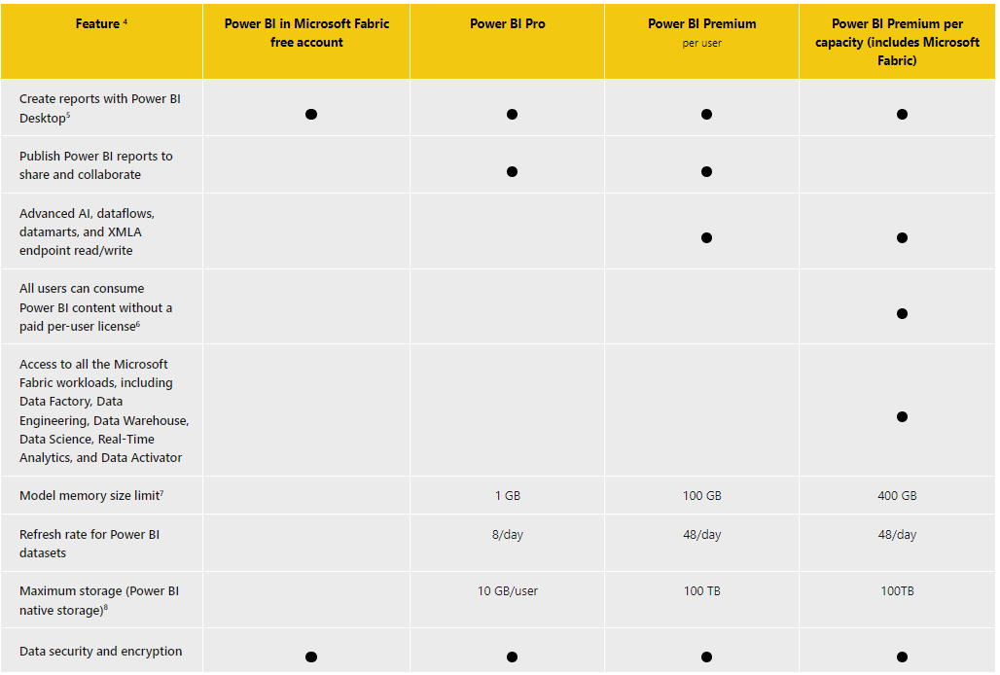 Feature ⁴
Power BI in Microsoft Fabric
free account
Power BI Pro
Power BI Premium
per user
Power BI Premium per
capacity (includes Microsoft
Fabric)
Create reports with Power BI
Desktop⁵
Publish Power BI reports to
share and collaborate
Advanced AI, dataflows,
datamarts, and XMLA
endpoint read/write
All users can consume
Power BI content without a
paid per-user license⁶
Access to all the Microsoft
Fabric workloads, including
Data Factory, Data
Engineering, Data Warehouse,
Data Science, Real-Time
Analytics, and Data Activator
Model memory size limit⁷
1 GB
100 GB
400 GB
Refresh rate for Power BI
datasets
8/day
48/day
48/day
Maximum storage (Power BI
native storage)⁸
10 GB/user
100 TB
100TB
Data security and encryption